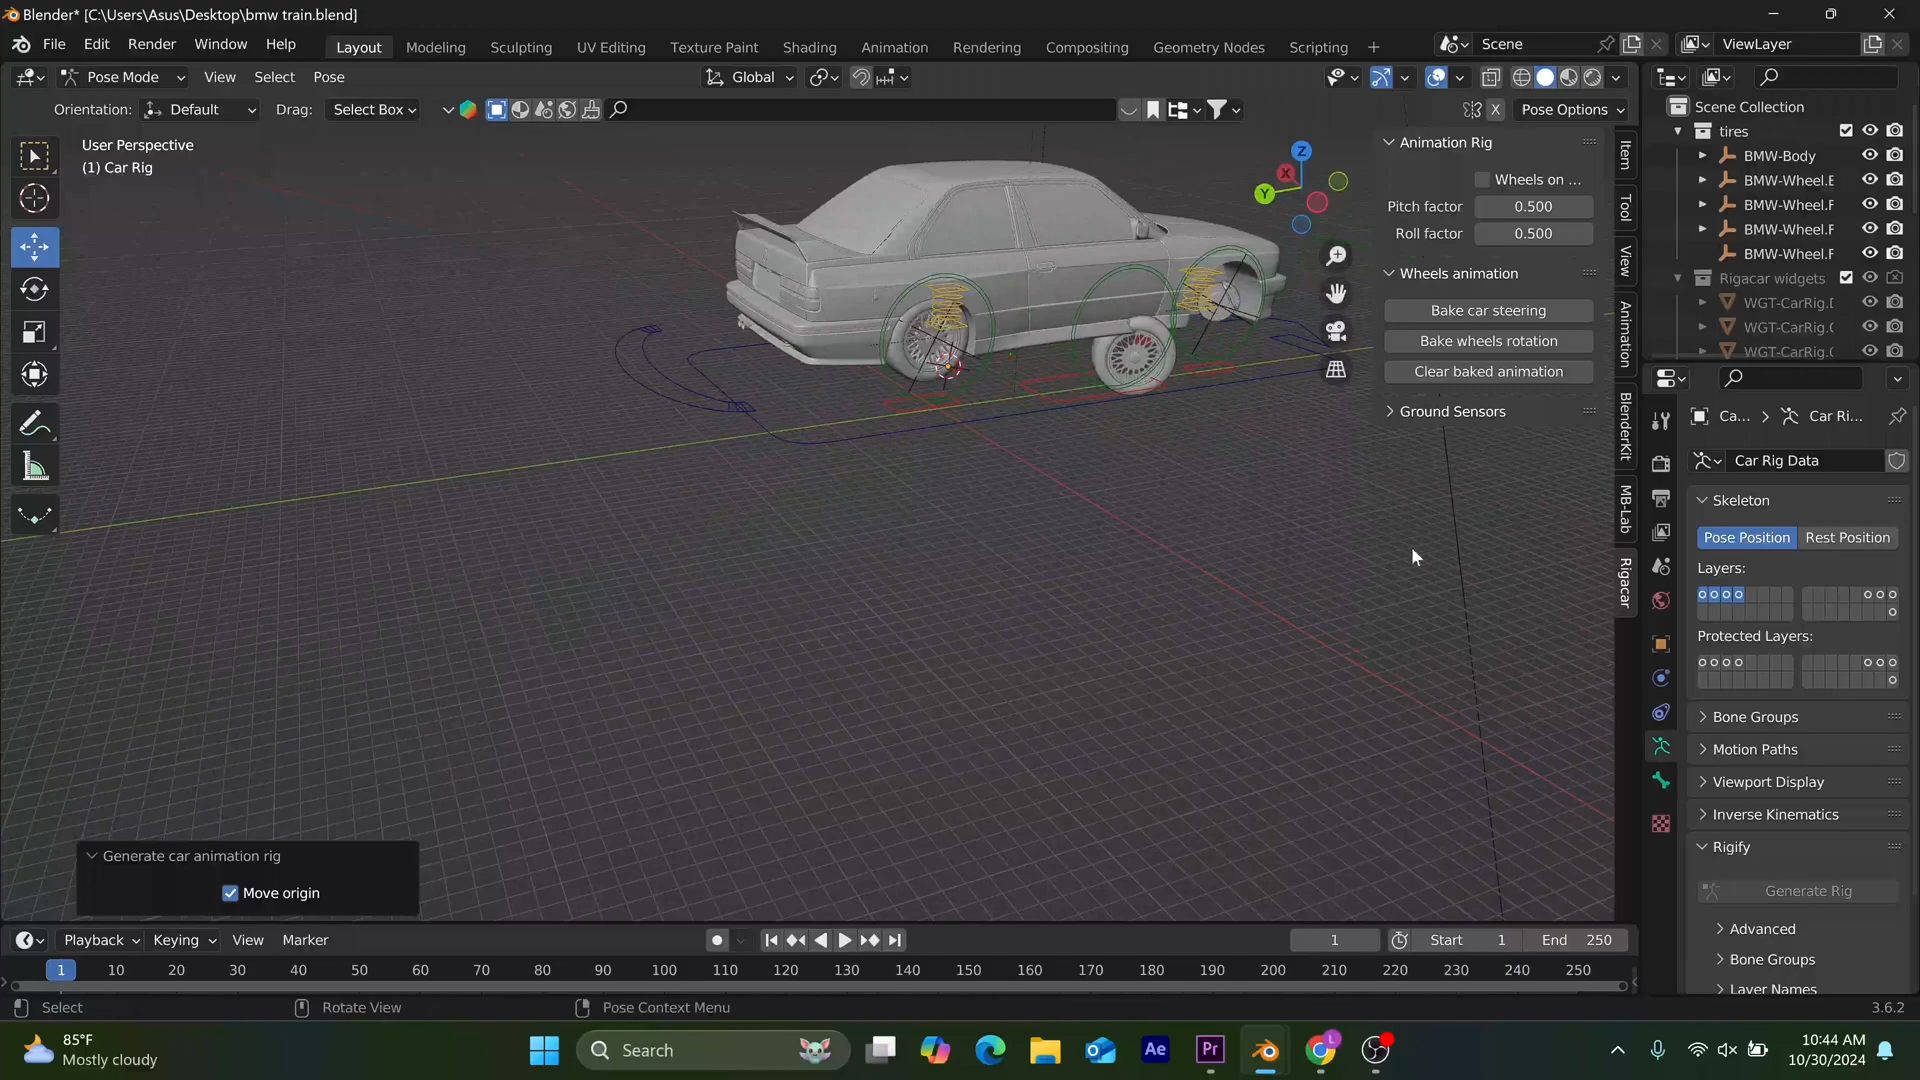 Blender* [C:\Users\Asus\Desktop\bmw train.blend]
File Edit Render Window Help
Layout Modeling Sculpting UV Editing Texture Paint Shading Animation Rendering Compositing Geometry Nodes Scripting +
Scene
ViewLayer
Pose Mode View Select Pose
Global
Orientation: Default Drag: Select Box
X Pose Options
User Perspective
(1) Car Rig
Z
X
Y
Animation Rig
Wheels on ...
Pitch factor 0.500
Roll factor 0.500
Wheels animation
Bake car steering
Bake wheels rotation
Clear baked animation
Ground Sensors
Item
Tool
View
Animation
BlenderKit
MB-Lab
Rigacar
Scene Collection
tires
BMW-Body
BMW-Wheel.B
BMW-Wheel.F
BMW-Wheel.F
BMW-Wheel.F
Rigacar widgets
WGT-CarRig.
WGT-CarRig.
WGT-CarRig.
Ca... Car Ri...
Car Rig Data
Skeleton
Pose Position Rest Position
Layers:
Protected Layers:
Bone Groups
Motion Paths
Viewport Display
Inverse Kinematics
Rigify
Generate Rig
Advanced
Bone Groups
Layer Names
Generate car animation rig
Move origin
Playback Keying View Marker
1 Start 1 End 250
1 10 20 30 40 50 60 70 80 90 100 110 120 130 140 150 160 170 180 190 200 210 220 230 240 250
Select Rotate View Pose Context Menu 3.6.2
85°F
Mostly cloudy
Search
Ae
Pr
L
10:44 AM
10/30/2024